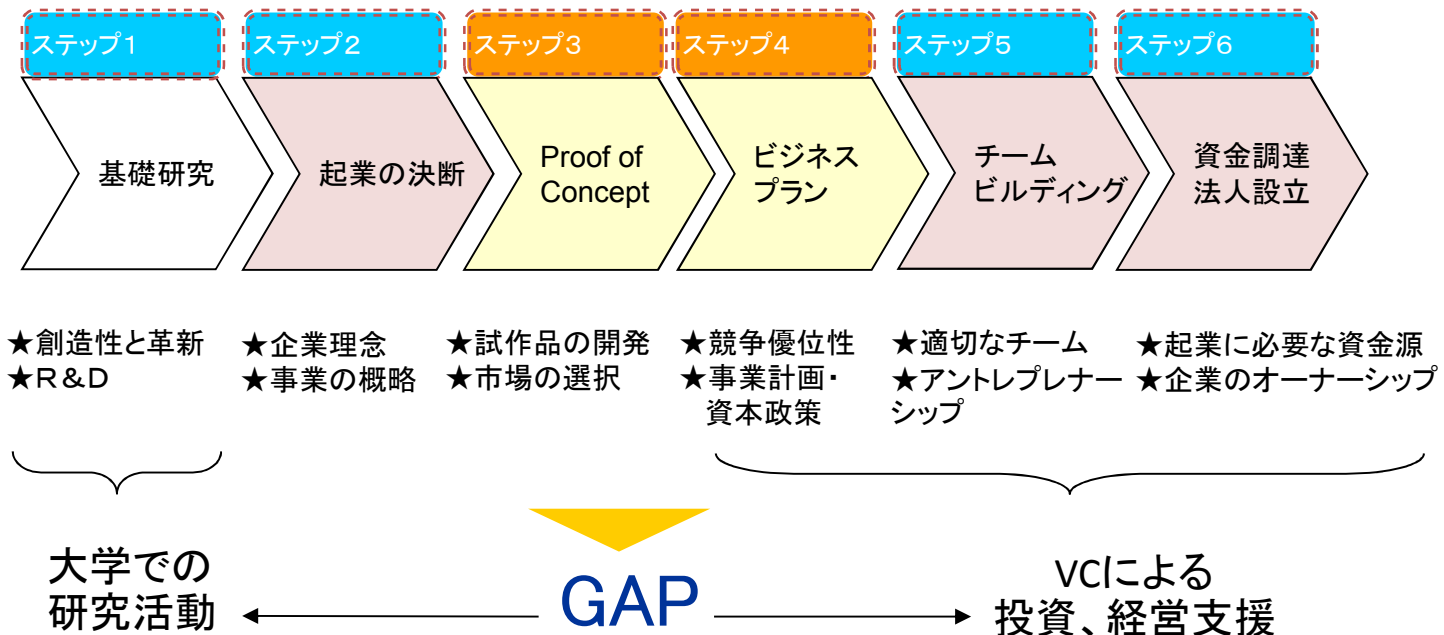 ステップ1
ステップ2
ステップ3
ステップ4
ステップ5
ステップ6
基礎研究
起業の決断
Proof of
Concept
ビジネス
プラン
チーム
ビルディング
資金調達
法人設立
★創造性と革新
★R&D
★企業理念
★事業の概略
★試作品の開発
★市場の選択
★競争優位性
★事業計画・
資本政策
★適切なチーム
★アントレプレナー
シップ
★起業に必要な資金源
★企業のオーナーシップ
大学での
研究活動
GAP
VCによる
投資、経営支援